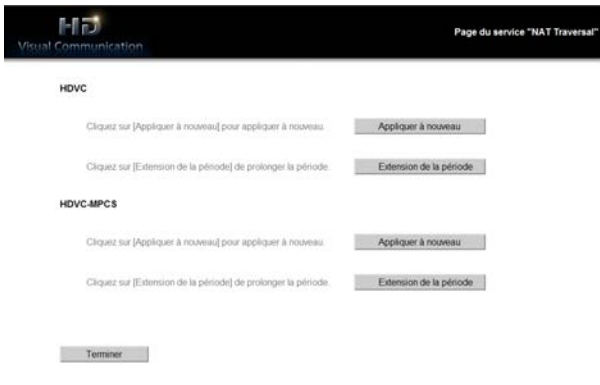 HD
Visual Communication
Page du service "NAT Traversal"
HDVC
Cliquez sur [Appliquer à nouveau] pour appliquer à nouveau.
Appliquer à nouveau
Cliquez sur [Extension de la période] de prolonger la période.
Extension de la période
HDVC-MPCS
Cliquez sur [Appliquer à nouveau] pour appliquer à nouveau.
Appliquer à nouveau
Cliquez sur [Extension de la période] de prolonger la période.
Extension de la période
Terminer